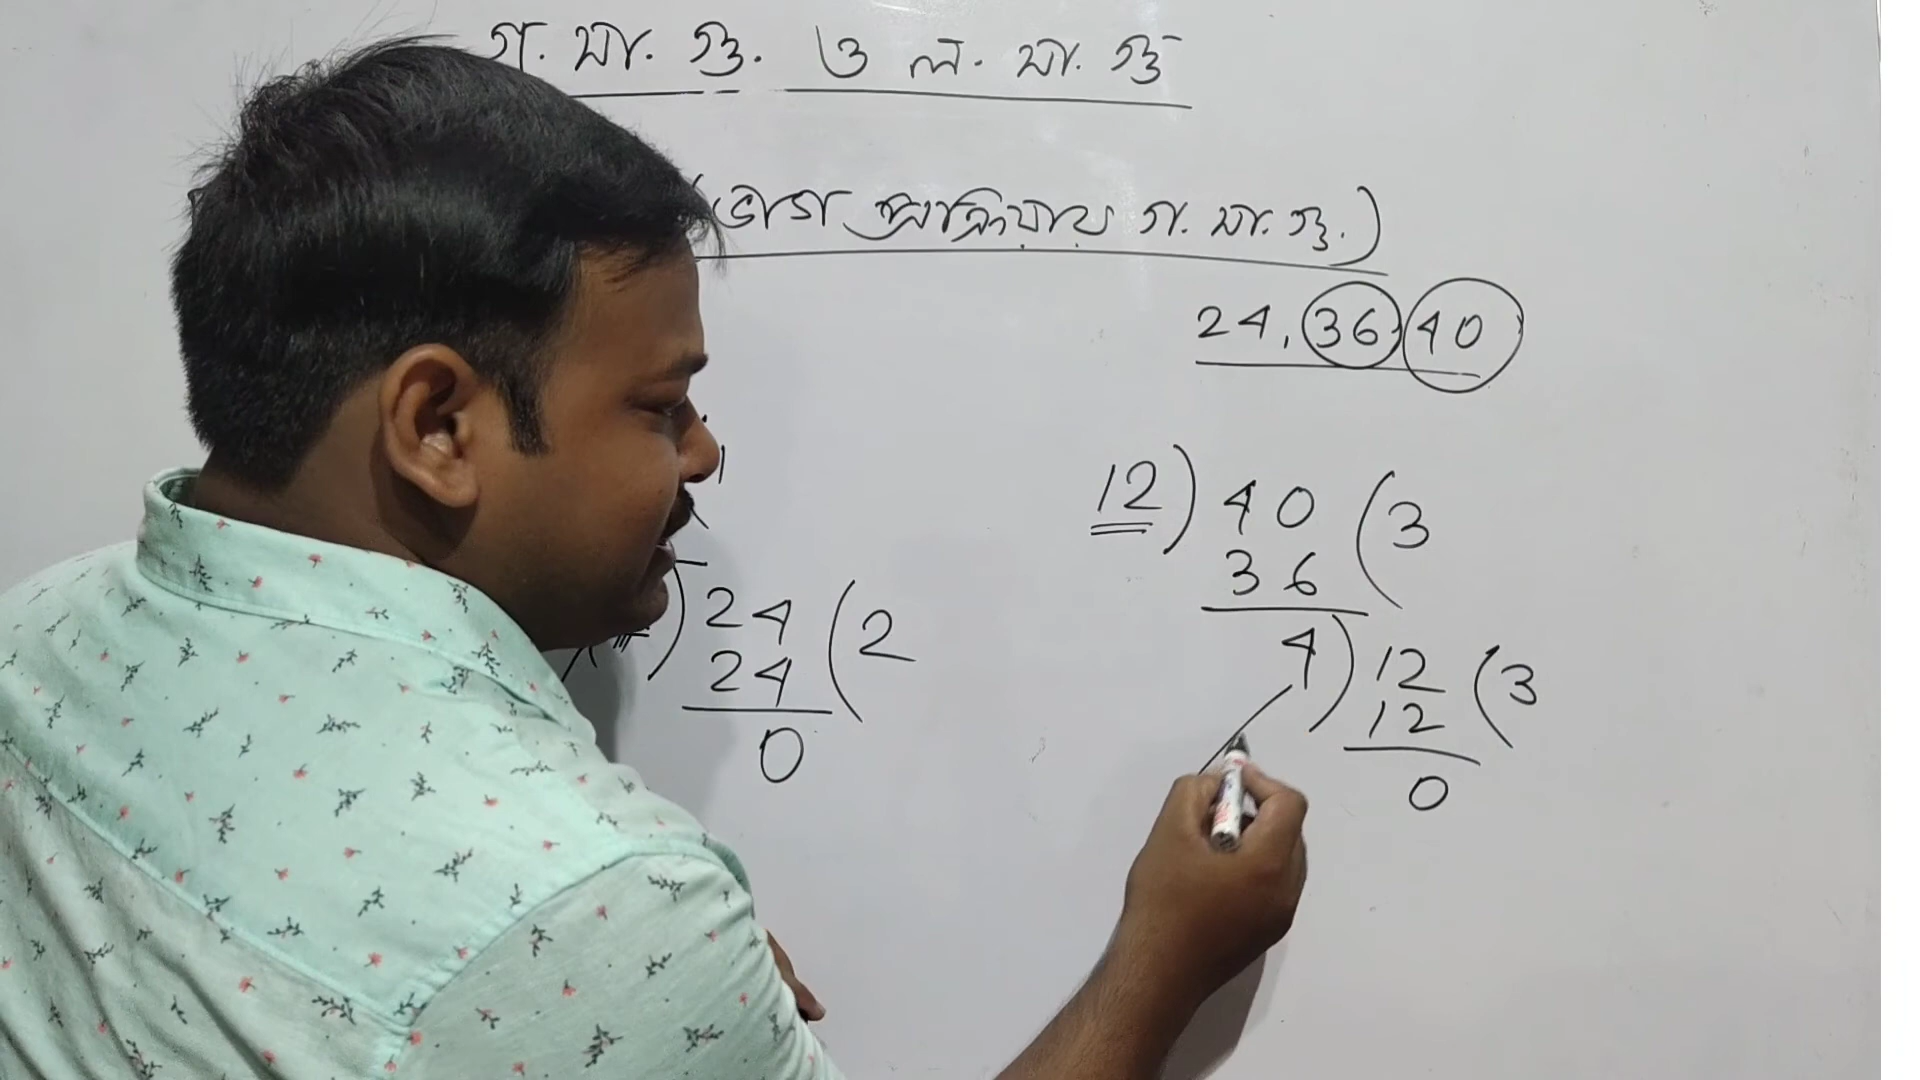 গ. সা. গু. ও ল. সা. গু
(ভাগ প্রক্রিয়ায় গ. সা. গু.)
24, 36, 40
24 ( 2
24
0
12 ) 40 ( 3
36
4 ) 12 ( 3
12
0